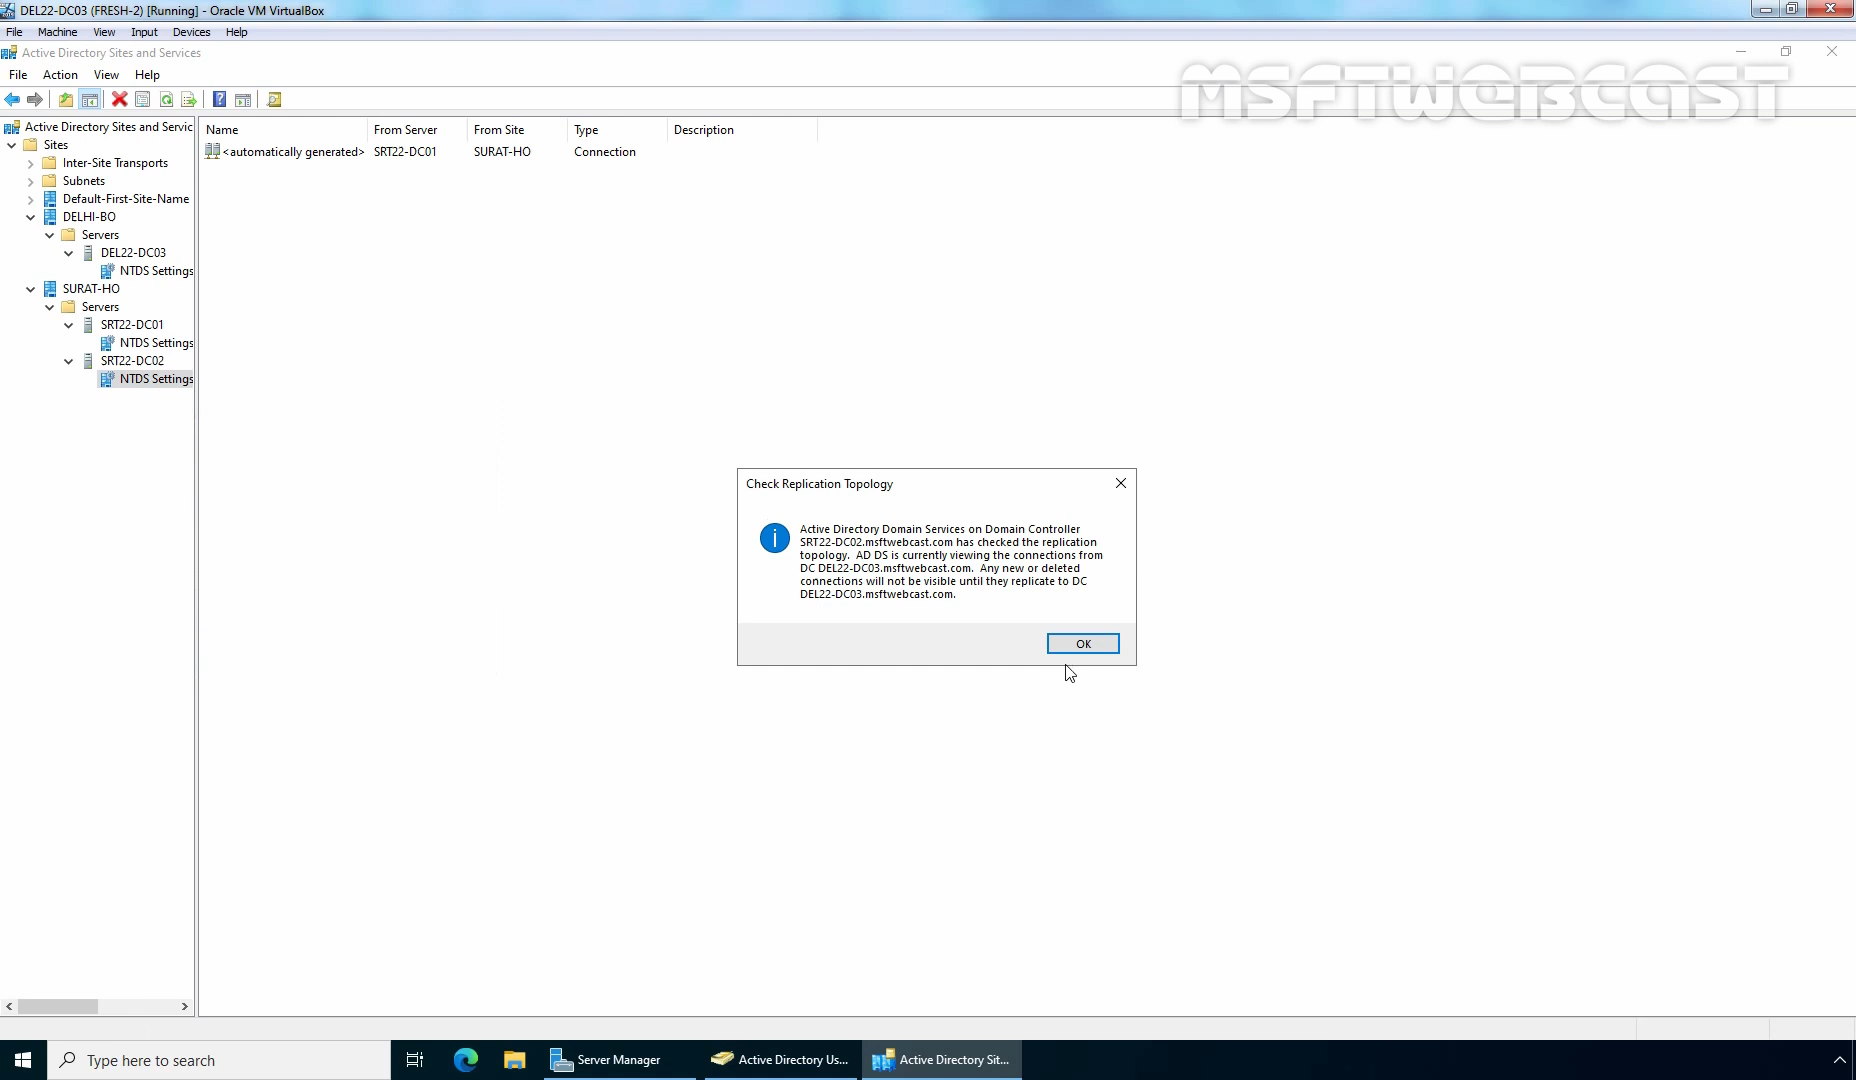 DEL22-DC03 (FRESH-2) [Running] - Oracle VM VirtualBox
File Machine View Input Devices Help
Active Directory Sites and Services
File Action View Help
MSFTWEBCAST
Active Directory Sites and Servic
Name From Server From Site Type Description
Sites
<automatically generated> SRT22-DC01 SURAT-HO Connection
Inter-Site Transports
Subnets
Default-First-Site-Name
DELHI-BO
Servers
DEL22-DC03
NTDS Settings
SURAT-HO
Servers
SRT22-DC01
NTDS Settings
SRT22-DC02
NTDS Settings
Check Replication Topology
Active Directory Domain Services on Domain Controller
SRT22-DC02.msftwebcast.com has checked the replication
topology.  AD DS is currently viewing the connections from
DC DEL22-DC03.msftwebcast.com.  Any new or deleted
connections will not be visible until they replicate to DC
DEL22-DC03.msftwebcast.com.
OK
Type here to search
Server Manager
Active Directory Us...
Active Directory Sit...